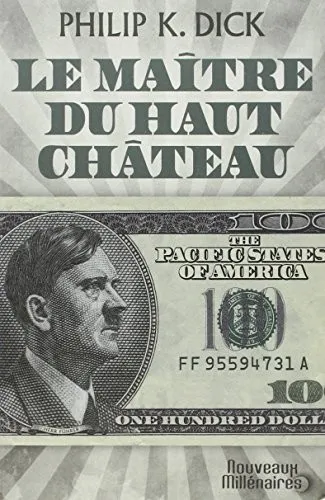 PHILIP K. DICK
LE MAÎTRE
DU HAUT
CHÂTEAU
100
THE
PACIFIC STATES
OF AMERICA
100
FF 95594731 A
100
ONE HUNDRED DOLL
Nouveaux
Millénaires